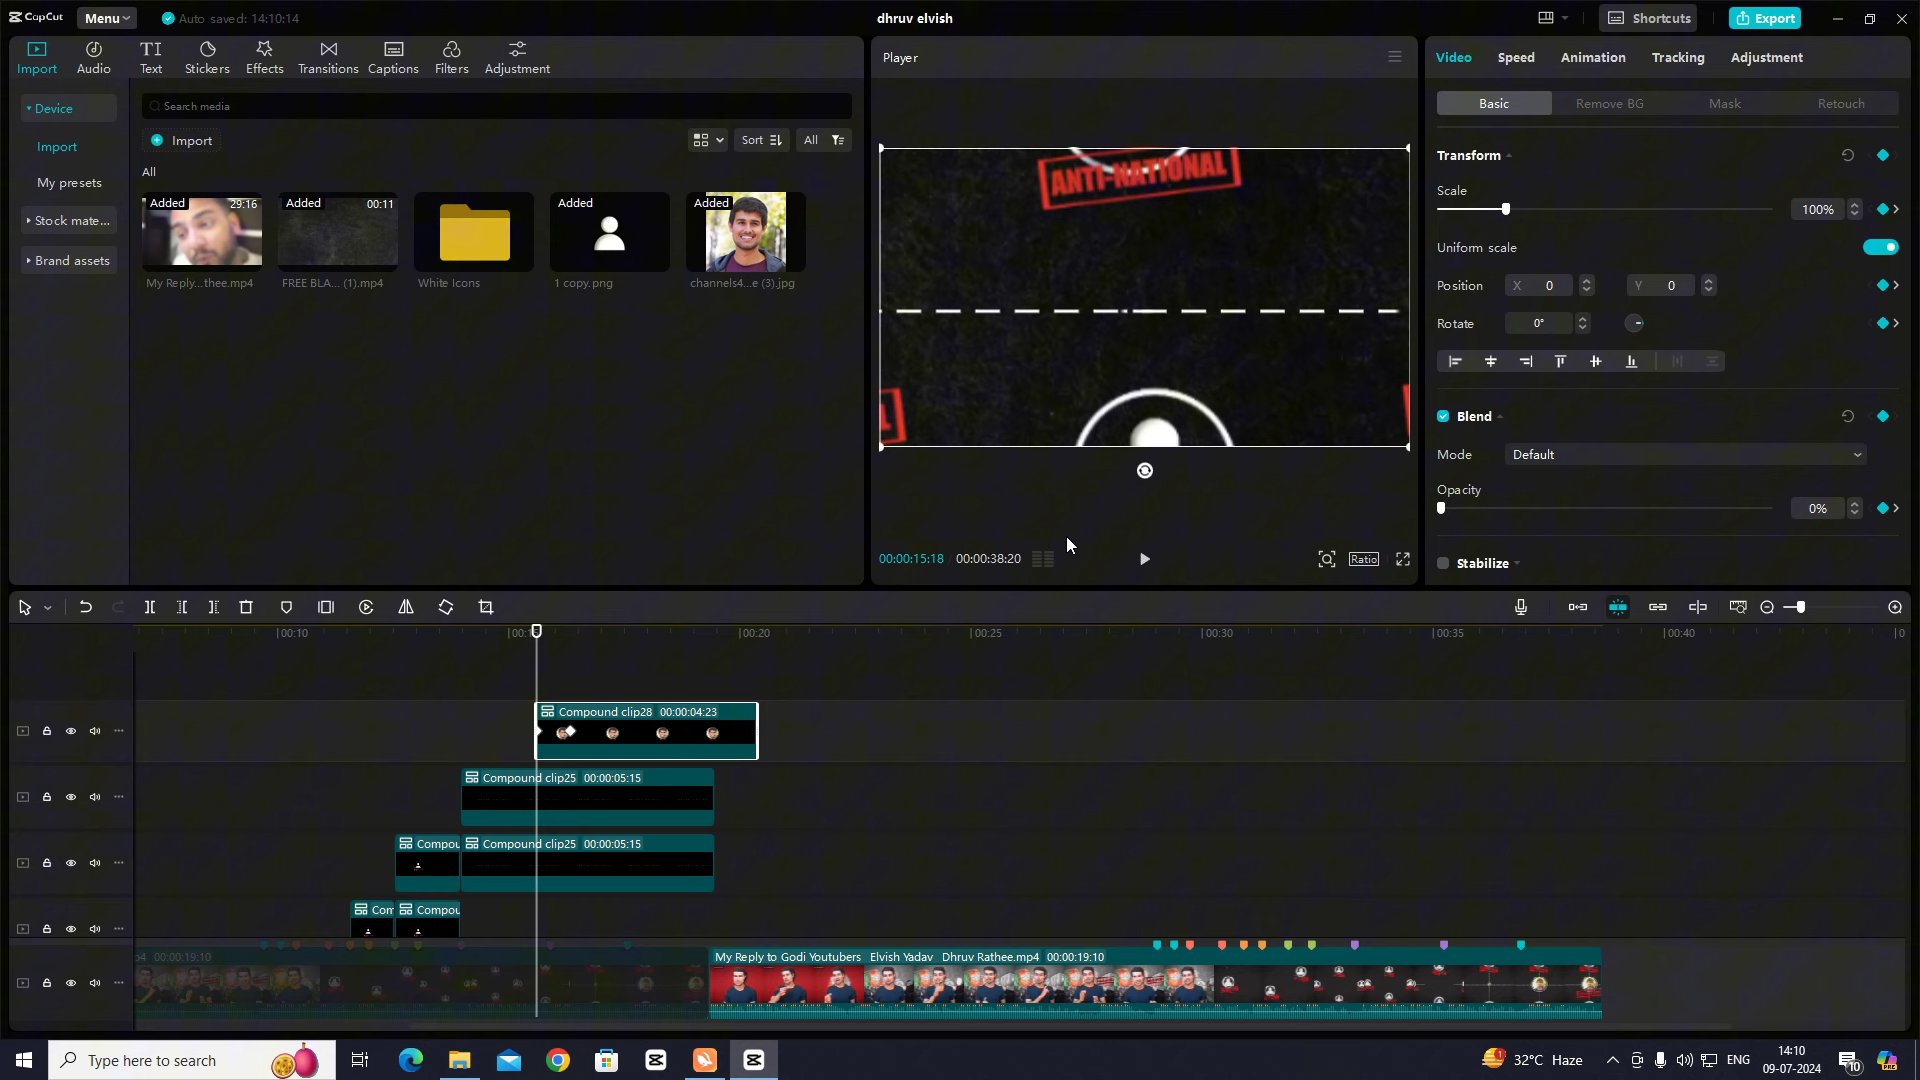 CapCut Menu Auto saved: 14:10:14 dhruv elvish Shortcuts Export
Import Audio Text Stickers Effects Transitions Captions Filters Adjustment
Device
Import
My presets
Stock mate...
Brand assets
Search media
Import
Sort All
All
Added 29:16
My Reply...thee.mp4
Added 00:11
FREE BLA... (1).mp4
White Icons
Added
1 copy.png
Added
channels4...e (3).jpg
Player
ANTI-NATIONAL
00:00:15:18 00:00:38:20
Ratio
Video Speed Animation Tracking Adjustment
Basic Remove BG Mask Retouch
Transform
Scale
100%
Uniform scale
Position X 0 Y 0
Rotate 0°
Blend
Mode Default
Opacity
0%
Stabilize
00:10 00:20 00:25 00:30 00:35 00:40
Compound clip28 00:00:04:23
Compound clip25 00:00:05:15
Compou Compound clip25 00:00:05:15
Com Compou
p4 00:00:19:10
My Reply to Godi Youtubers Elvish Yadav Dhruv Rathee.mp4 00:00:19:10
Type here to search
1 32°C Haze ENG 14:10 09-07-2024 10
PRE